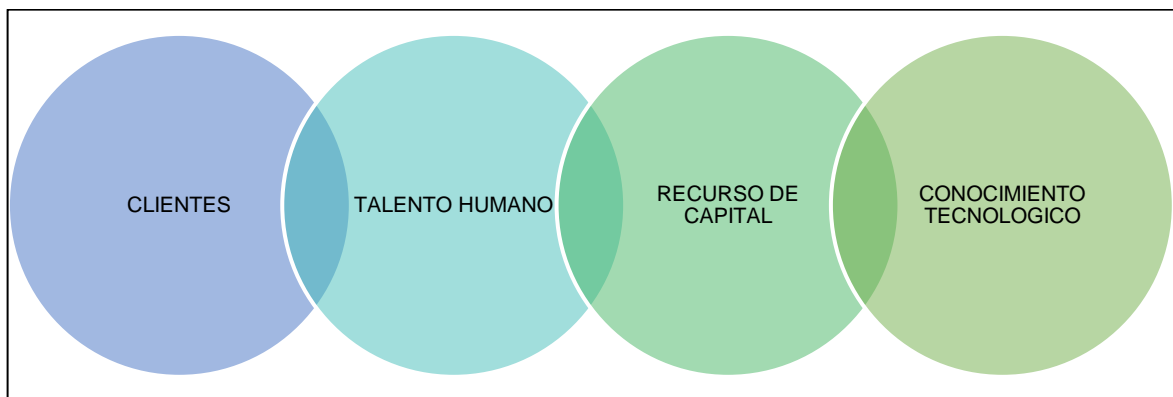 CLIENTES
TALENTO HUMANO
RECURSO DE
CAPITAL
CONOCIMIENTO
TECNOLOGICO